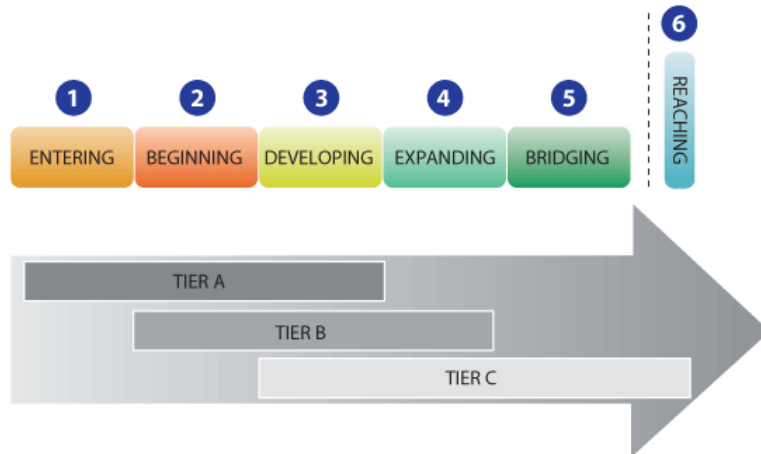 6
1 2 3 4 5
REACHING
ENTERING BEGINNING DEVELOPING EXPANDING BRIDGING
TIER A
TIER B
TIER C